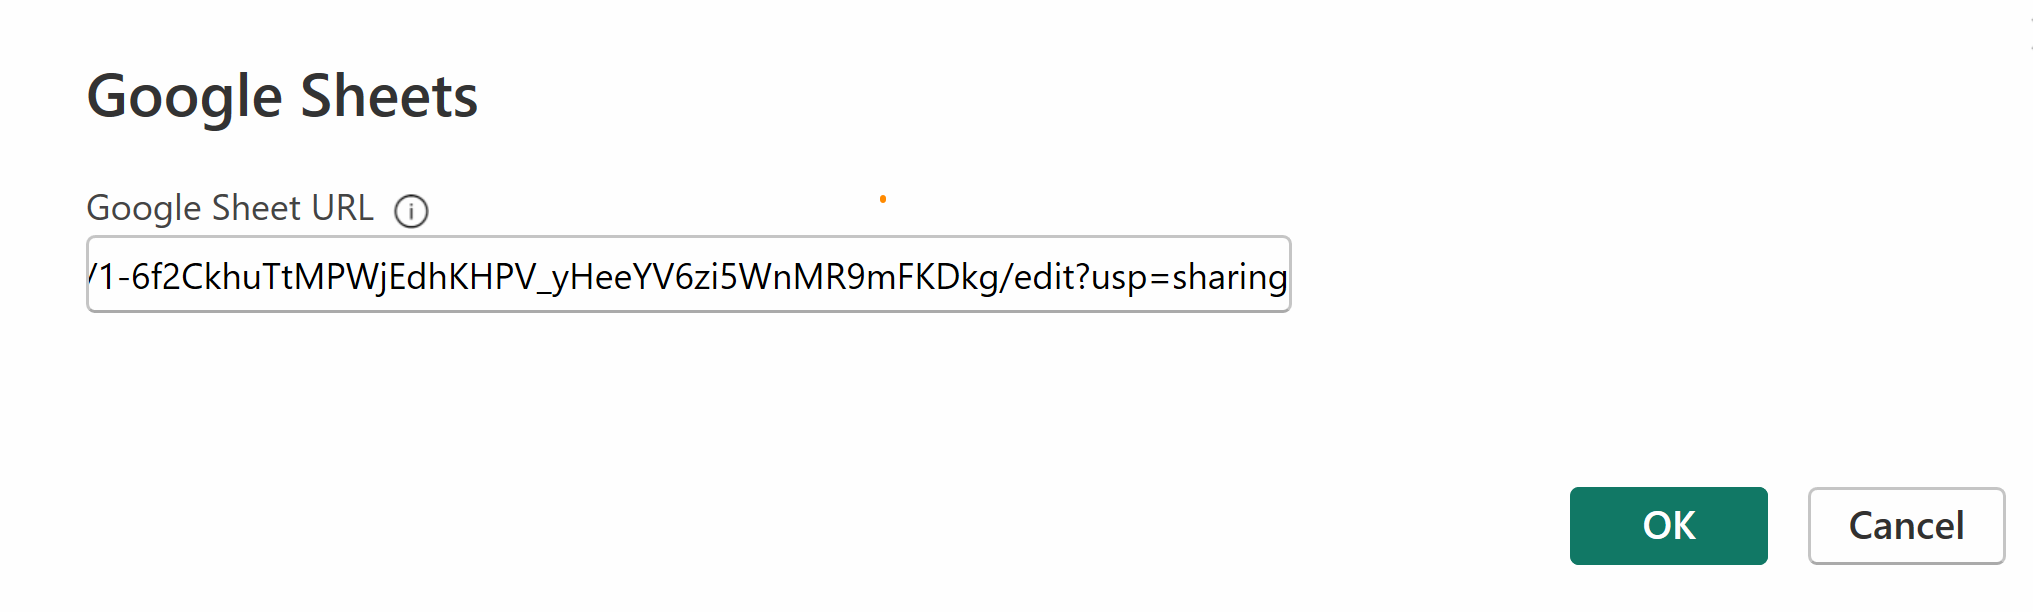 Google Sheets
Google Sheet URL
/1-6f2CkhuTtMPWjEdhKHPV_yHeeYV6zi5WnMR9mFKDkg/edit?usp=sharing
OK
Cancel